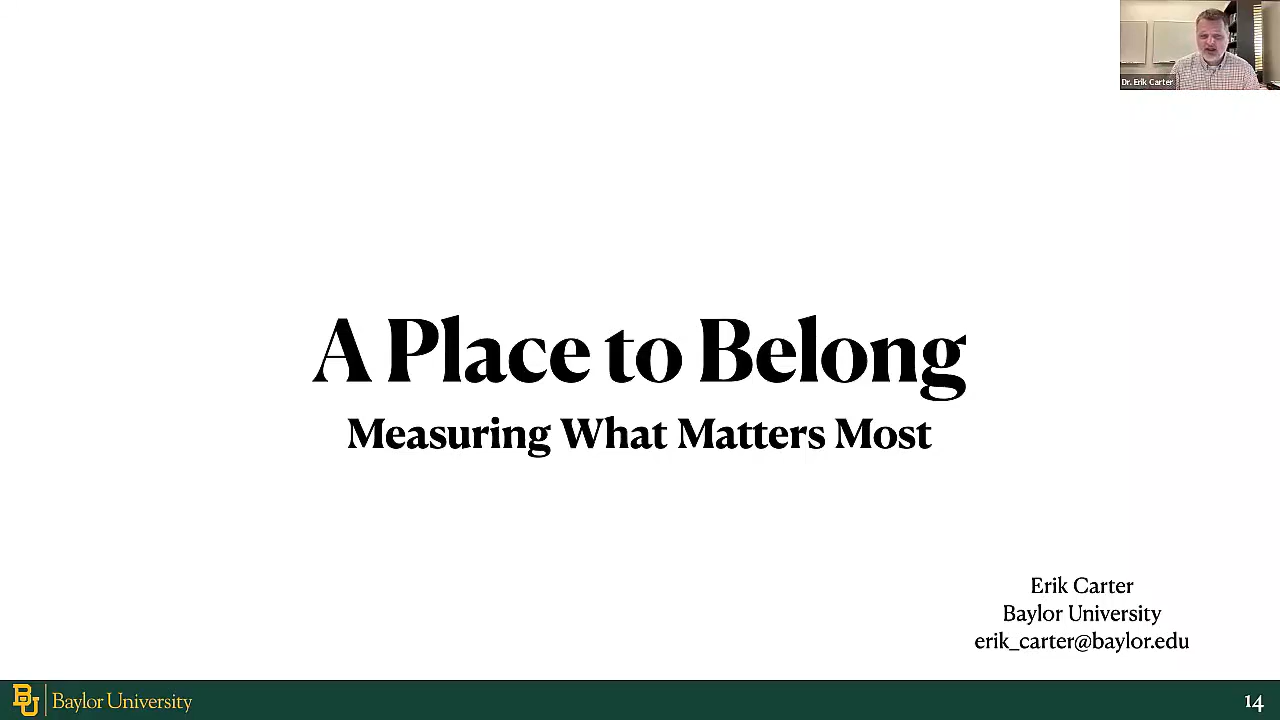 Dr. Erik Carter
A Place to Belong
Measuring What Matters Most
Erik Carter
Baylor University
erik_carter@baylor.edu
BU Baylor University
14